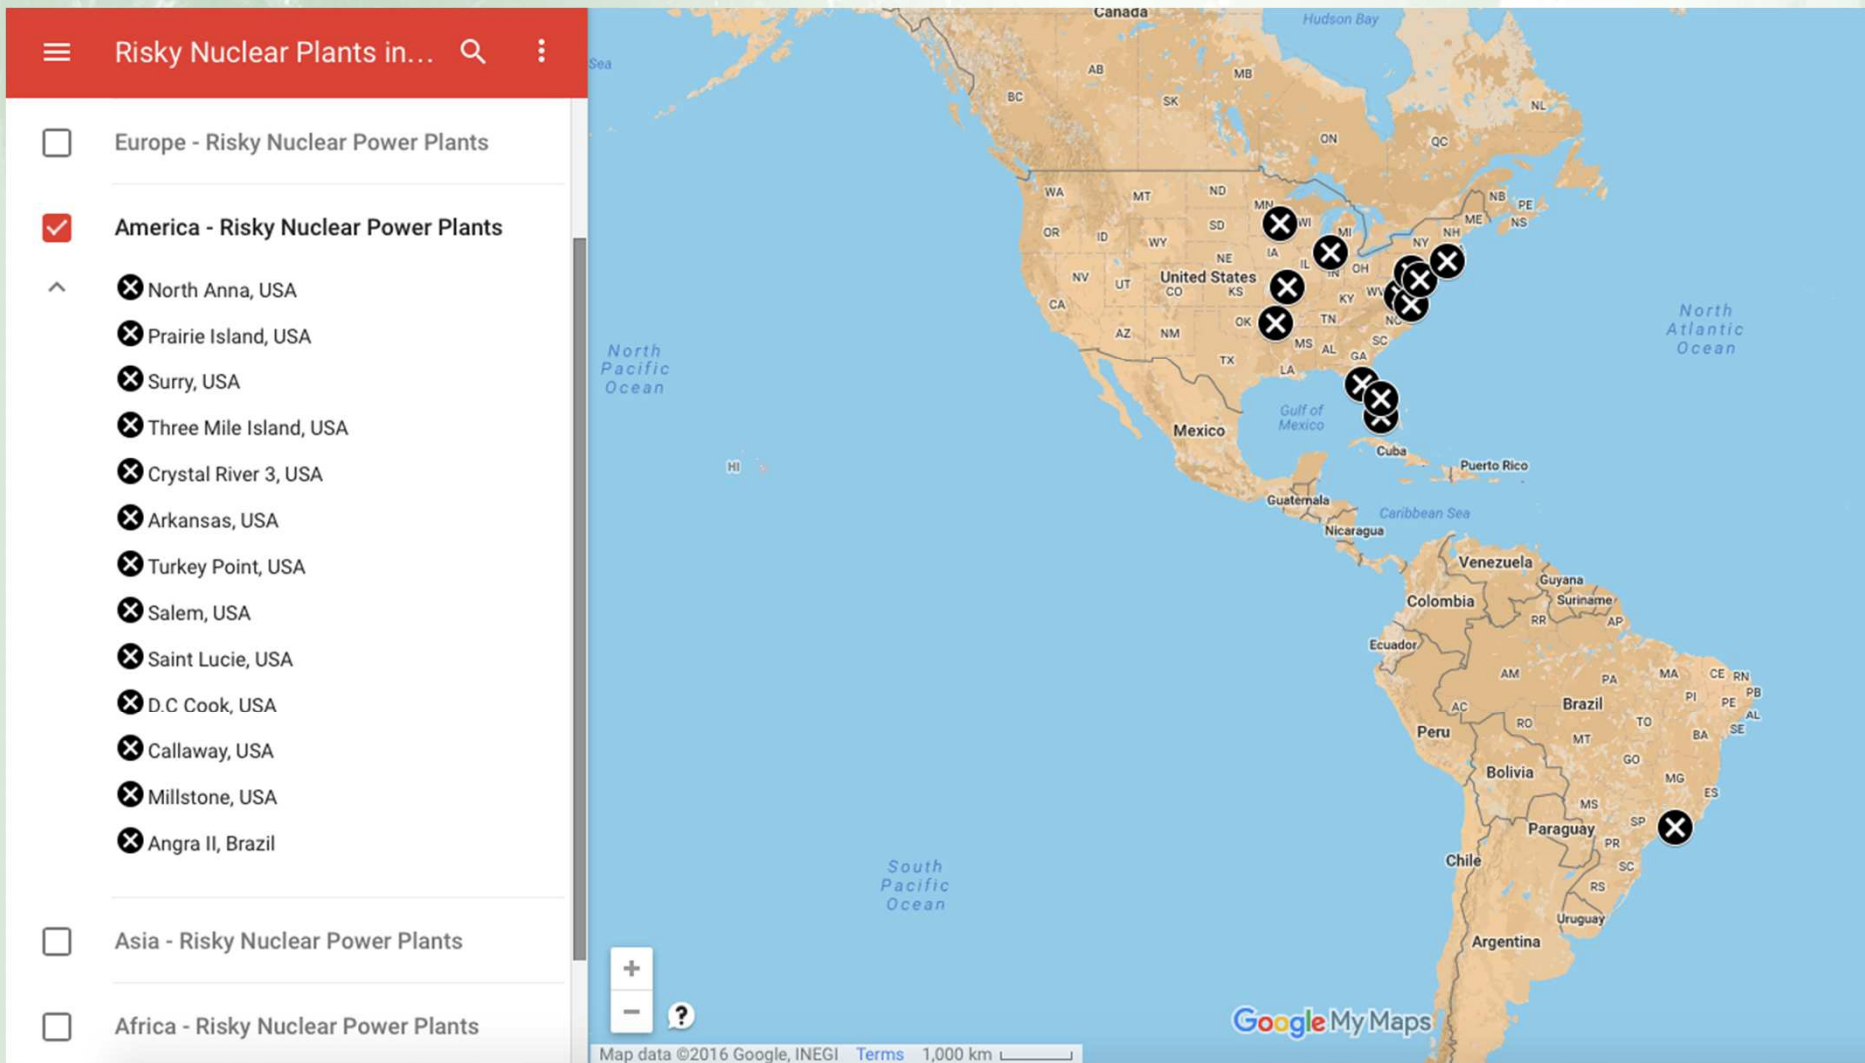 Risky Nuclear Plants in...
Europe - Risky Nuclear Power Plants
America - Risky Nuclear Power Plants
North Anna, USA
Prairie Island, USA
Surry, USA
Three Mile Island, USA
Crystal River 3, USA
Arkansas, USA
Turkey Point, USA
Salem, USA
Saint Lucie, USA
D.C Cook, USA
Callaway, USA
Millstone, USA
Angra II, Brazil
Asia - Risky Nuclear Power Plants
Africa - Risky Nuclear Power Plants
Canada
Hudson Bay
Sea
AB
MB
BC
SK
NL
ON
QC
WA
MT
ND
MN
NB
PE
OR
ID
SD
WI
MI
ME
NS
WY
NY
NH
NE
IA
IL
IN
OH
NV
UT
United States
CO
KS
KY
WV
CA
OK
TN
NC
AZ
NM
MS
AL
SC
GA
TX
LA
North
Pacific
Ocean
North
Atlantic
Ocean
Gulf of
Mexico
Mexico
Cuba
HI
Puerto Rico
Guatemala
Caribbean Sea
Nicaragua
Venezuela
Guyana
Colombia
Suriname
RR
AP
Ecuador
AM
PA
MA
CE
RN
PB
PI
PE
AC
Brazil
AL
RO
TO
SE
Peru
MT
BA
GO
Bolivia
MG
ES
MS
SP
Paraguay
PR
Chile
SC
RS
Uruguay
Argentina
South
Pacific
Ocean
+
−
?
Google My Maps
Map data ©2016 Google, INEGI Terms 1,000 km